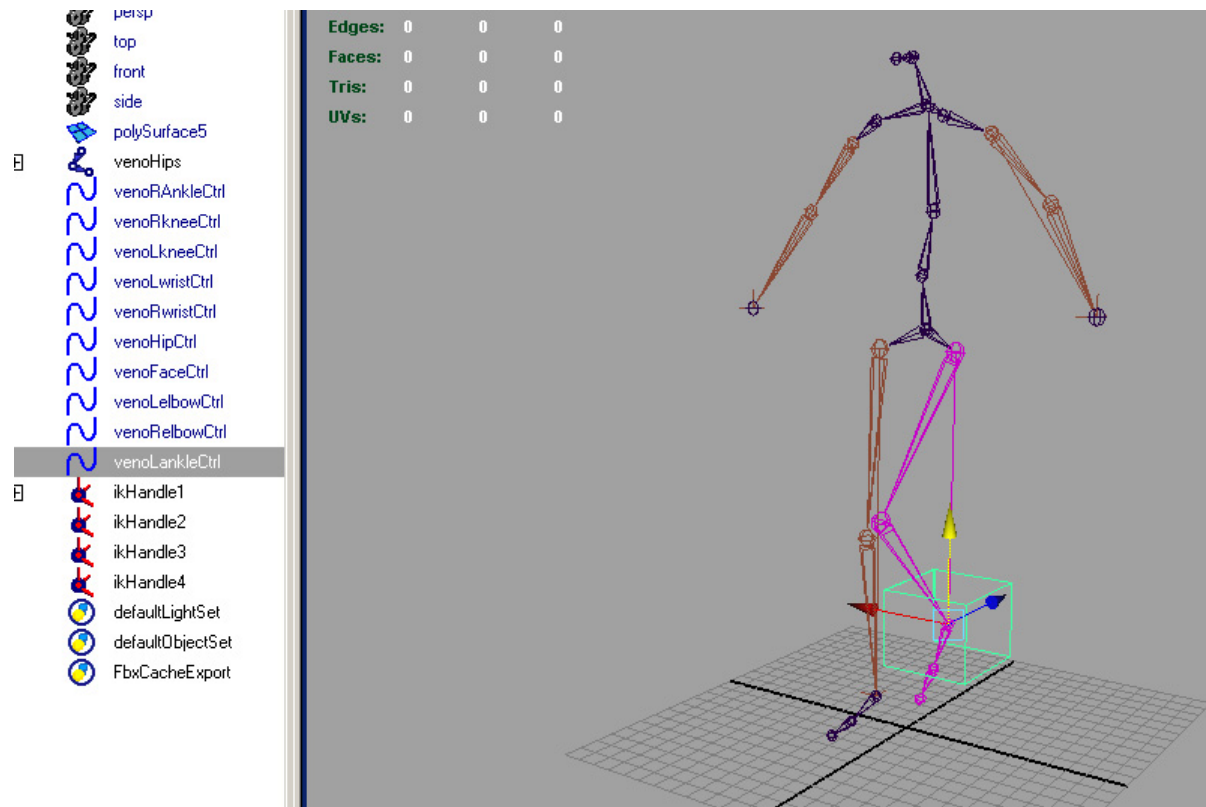 persp
top
front
side
polySurface5
venoHips
venoRAnkleCtrl
venoRkneeCtrl
venoLkneeCtrl
venoLwristCtrl
venoRwristCtrl
venoHipCtrl
venoFaceCtrl
venoLelbowCtrl
venoRelbowCtrl
venoLankleCtrl
ikHandle1
ikHandle2
ikHandle3
ikHandle4
defaultLightSet
defaultObjectSet
FbxCacheExport
Edges: 0 0 0
Faces: 0 0 0
Tris: 0 0 0
UVs: 0 0 0